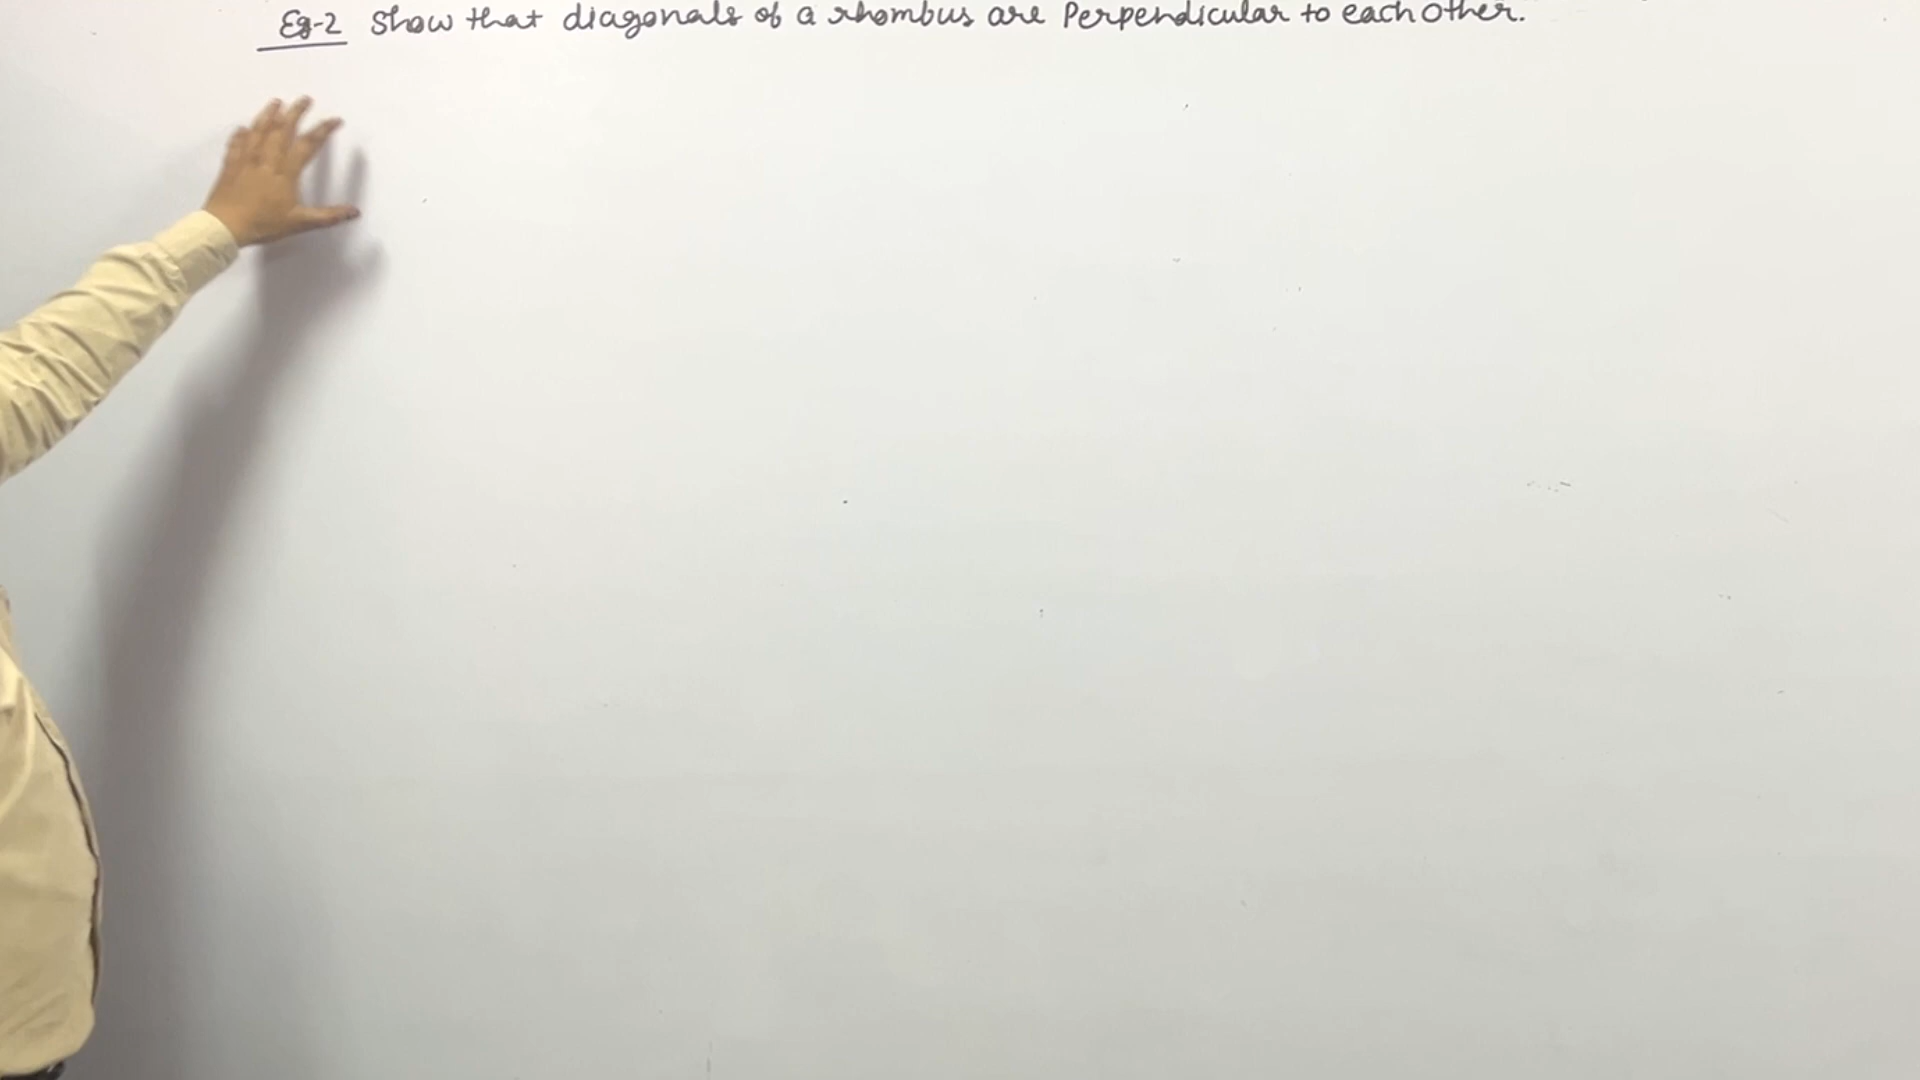 Eg-2 Show that diagonals of a rhombus are Perpendicular to each other.